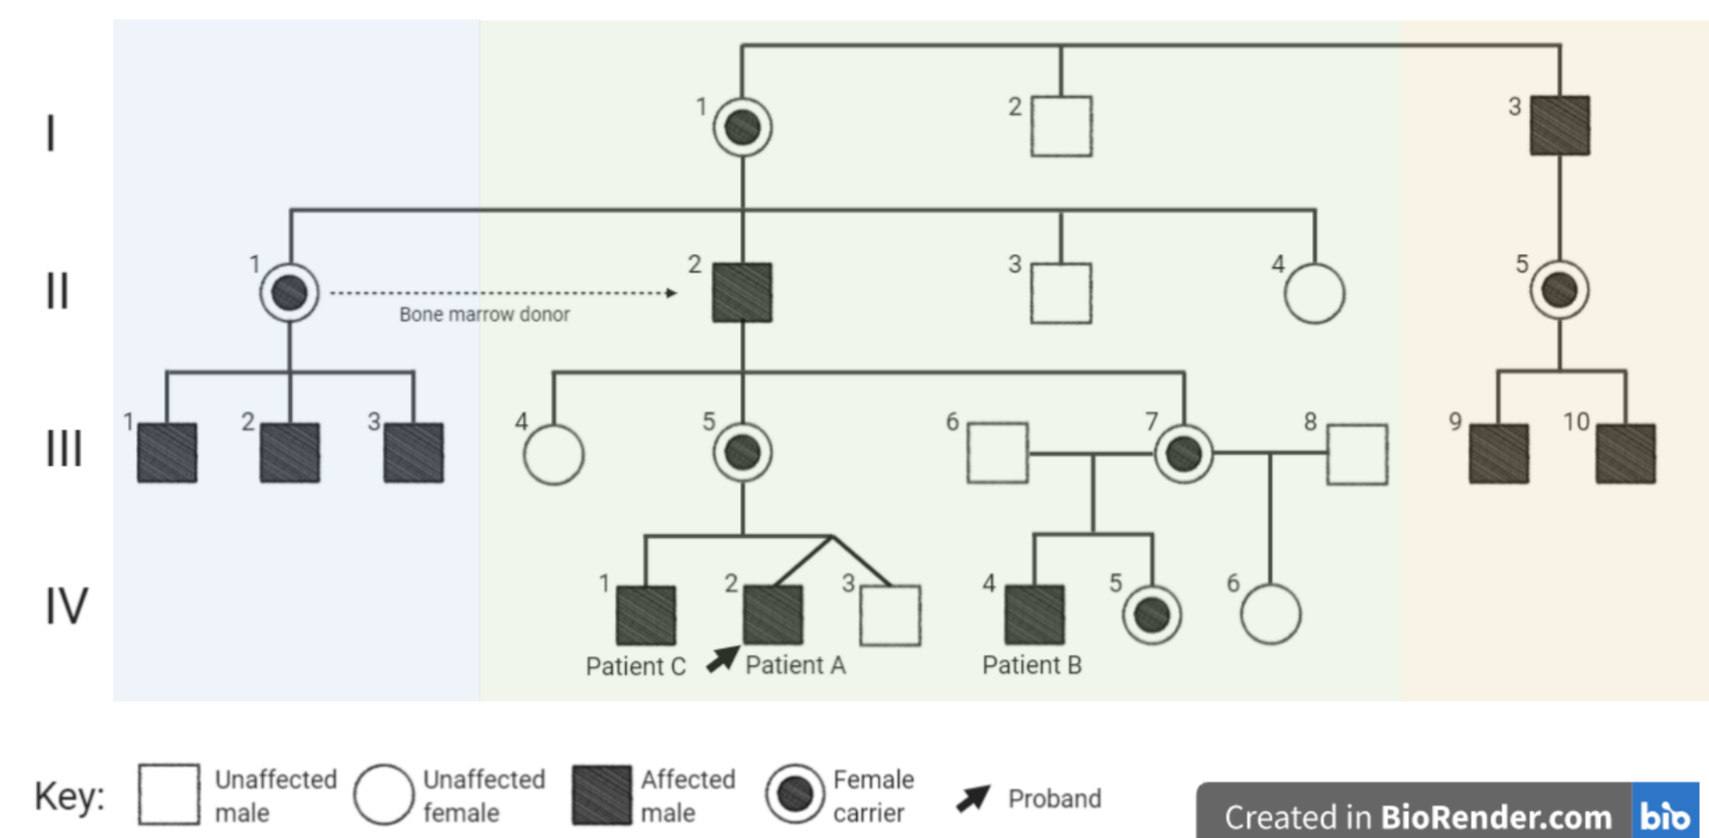 I
1
2
3
II
1
Bone marrow donor
2
3
4
5
III
1
2
3
4
5
6
7
8
9
10
IV
1
2
3
4
5
6
Patient C
Patient A
Patient B
Key:
Unaffected
male
Unaffected
female
Affected
male
Female
carrier
Proband
Created in BioRender.com bio